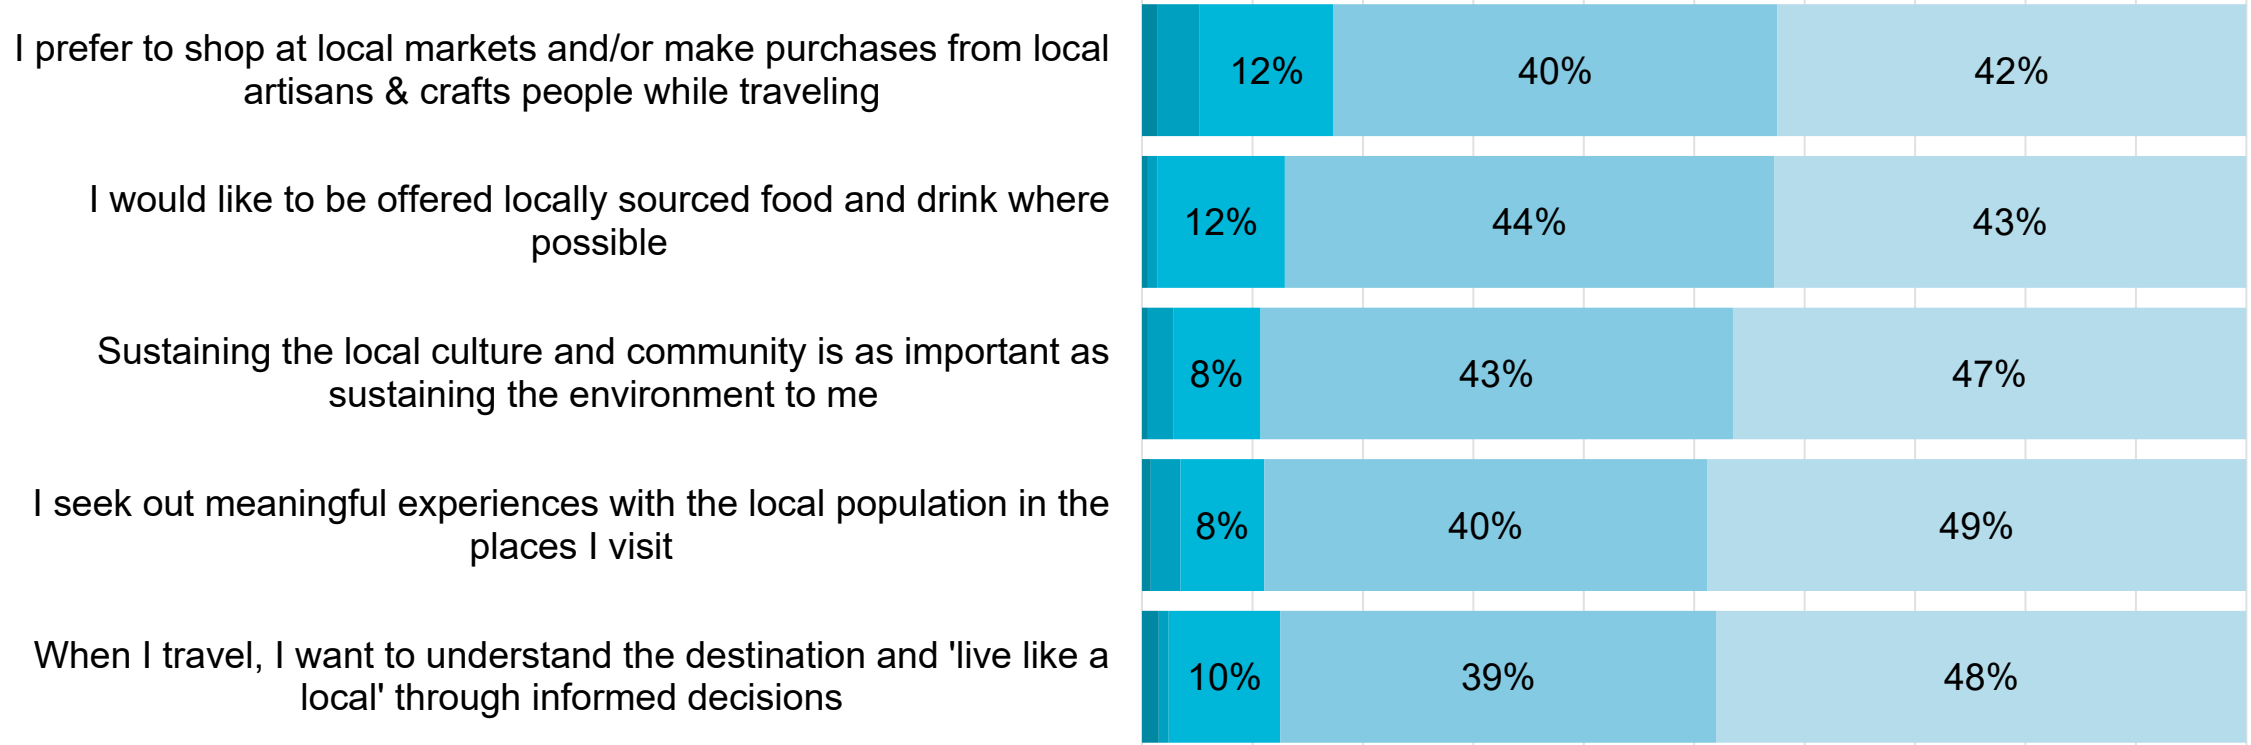 I prefer to shop at local markets and/or make purchases from local
artisans & crafts people while traveling
12% 40% 42%
I would like to be offered locally sourced food and drink where
possible
12% 44% 43%
Sustaining the local culture and community is as important as
sustaining the environment to me
8% 43% 47%
I seek out meaningful experiences with the local population in the
places I visit
8% 40% 49%
When I travel, I want to understand the destination and 'live like a
local' through informed decisions
10% 39% 48%